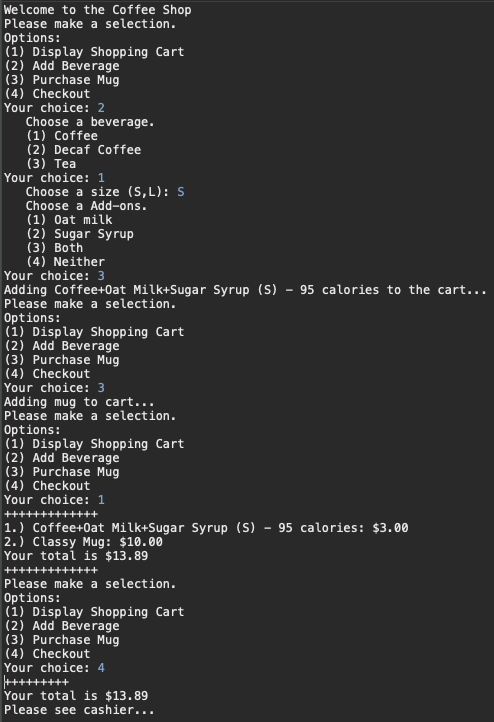 Welcome to the Coffee Shop
Please make a selection.
Options:
(1) Display Shopping Cart
(2) Add Beverage
(3) Purchase Mug
(4) Checkout
Your choice: 2
   Choose a beverage.
   (1) Coffee
   (2) Decaf Coffee
   (3) Tea
Your choice: 1
   Choose a size (S,L): S
   Choose a Add-ons.
   (1) Oat milk
   (2) Sugar Syrup
   (3) Both
   (4) Neither
Your choice: 3
Adding Coffee+Oat Milk+Sugar Syrup (S) - 95 calories to the cart...
Please make a selection.
Options:
(1) Display Shopping Cart
(2) Add Beverage
(3) Purchase Mug
(4) Checkout
Your choice: 3
Adding mug to cart...
Please make a selection.
Options:
(1) Display Shopping Cart
(2) Add Beverage
(3) Purchase Mug
(4) Checkout
Your choice: 1
+++++++++++++
1.) Coffee+Oat Milk+Sugar Syrup (S) - 95 calories: $3.00
2.) Classy Mug: $10.00
Your total is $13.89
+++++++++++++
Please make a selection.
Options:
(1) Display Shopping Cart
(2) Add Beverage
(3) Purchase Mug
(4) Checkout
Your choice: 4
+++++++++
Your total is $13.89
Please see cashier...